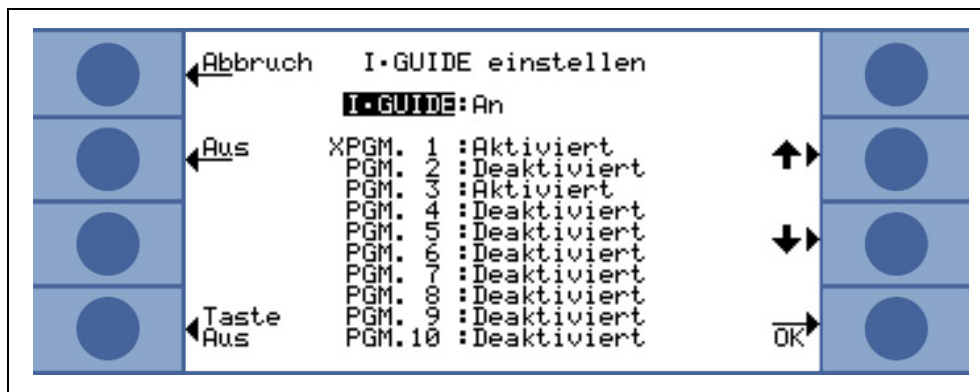 Abbruch I·GUIDE einstellen
I·GUIDE:An
Aus XPGM. 1 :Aktiviert
PGM. 2 :Deaktiviert
PGM. 3 :Aktiviert
PGM. 4 :Deaktiviert
PGM. 5 :Deaktiviert
PGM. 6 :Deaktiviert
PGM. 7 :Deaktiviert
PGM. 8 :Deaktiviert
Taste PGM. 9 :Deaktiviert
Aus PGM.10 :Deaktiviert OK